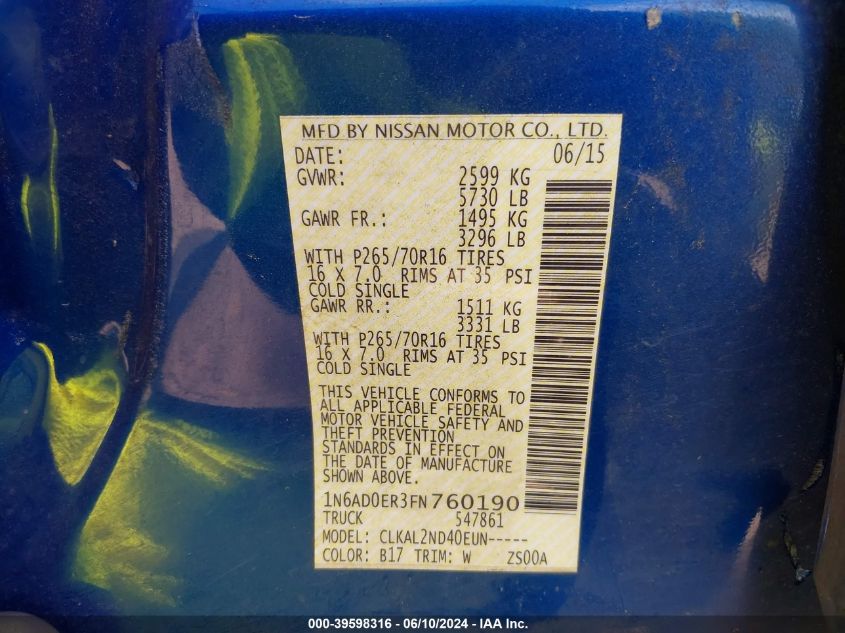 MFD BY NISSAN MOTOR CO., LTD.
DATE: 06/15
GVWR: 2599 KG
5730 LB
GAWR FR.: 1495 KG
3296 LB
WITH P265/70R16 TIRES
16 X 7.0 RIMS AT 35 PSI
COLD SINGLE
GAWR RR.: 1511 KG
3331 LB
WITH P265/70R16 TIRES
16 X 7.0 RIMS AT 35 PSI
COLD SINGLE
THIS VEHICLE CONFORMS TO
ALL APPLICABLE FEDERAL
MOTOR VEHICLE SAFETY AND
THEFT PREVENTION
STANDARDS IN EFFECT ON
THE DATE OF MANUFACTURE
SHOWN ABOVE.
1N6AD0ER3FN760190
TRUCK 547861
MODEL: CLKAL2ND40EUN-----
COLOR: B17 TRIM: W ZS00A
000-39598316 - 06/10/2024 - IAA Inc.